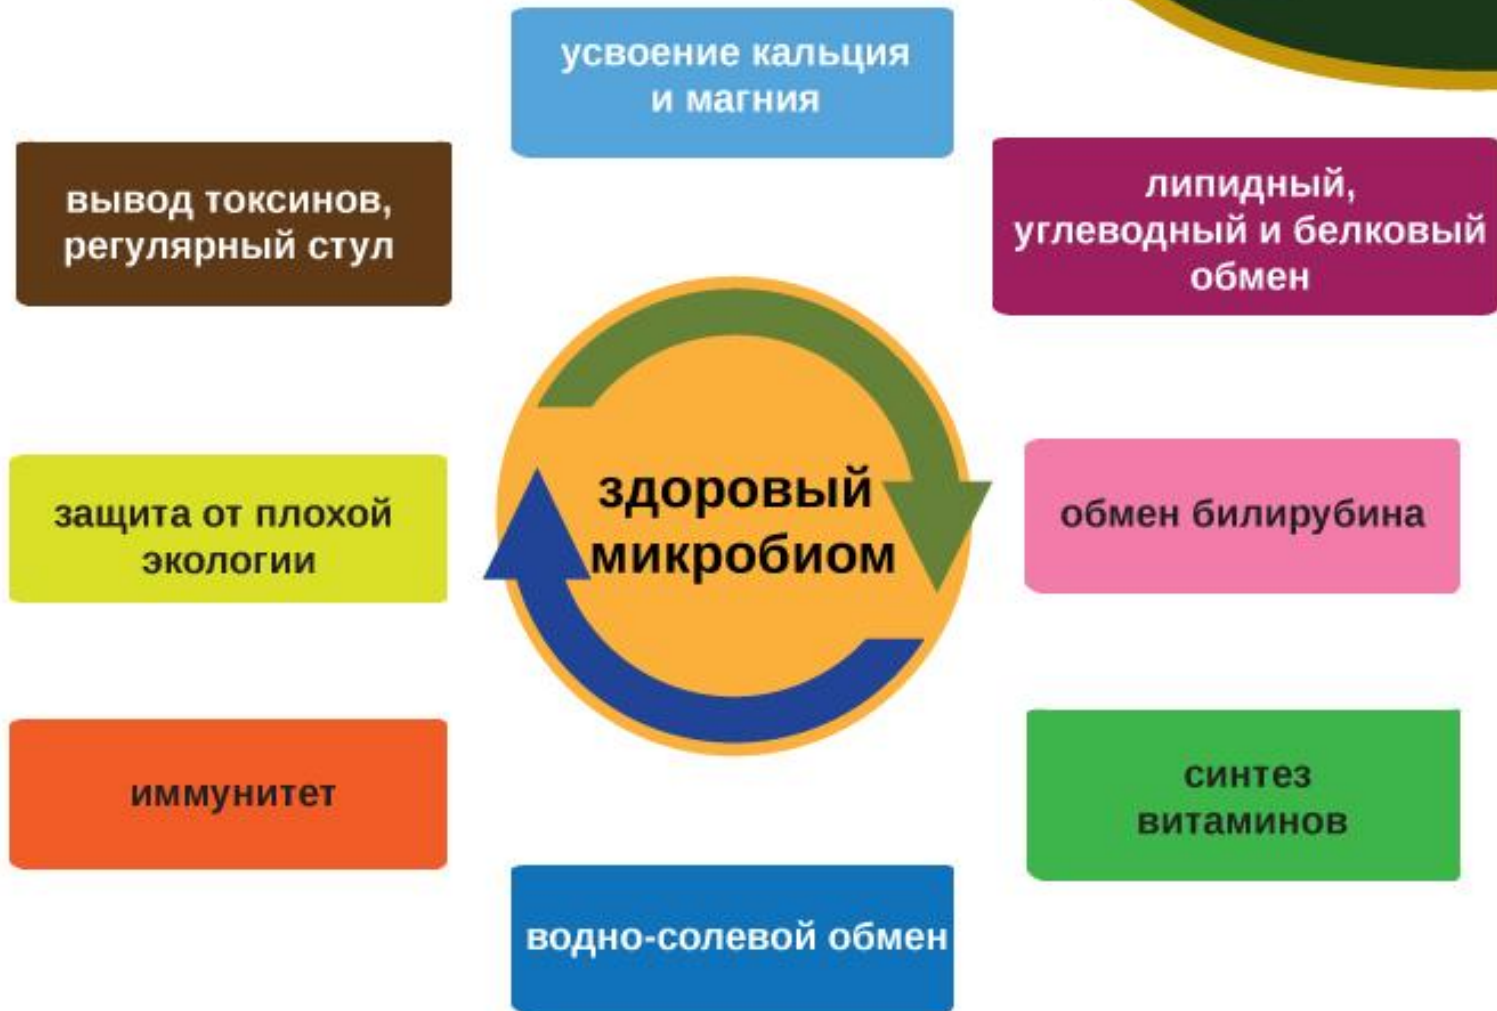 усвоение кальция
и магния
вывод токсинов,
регулярный стул
липидный,
углеводный и белковый
обмен
здоровый
микробиом
защита от плохой
экологии
обмен билирубина
иммунитет
синтез
витаминов
водно-солевой обмен